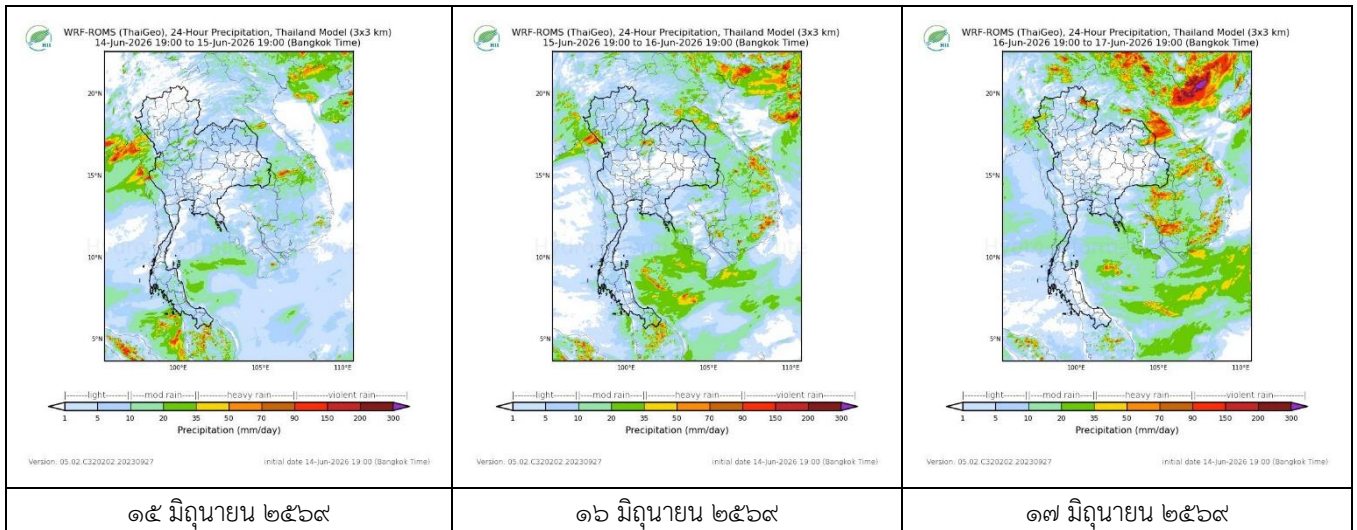 WRF-ROMS (ThaiGeo), 24-Hour Precipitation, Thailand Model (3x3 km)
14-Jun-2026 19:00 to 15-Jun-2026 19:00 (Bangkok Time)
HII
20°N
15°N
10°N
5°N
100°E 105°E 110°E
light mod rain heavy rain violent rain
1 5 10 20 35 50 70 90 150 200 300
Precipitation (mm/day)
Version: 05.02.C320202.20230927 initial date 14-Jun-2026 19:00 (Bangkok Time)
๑๕ มิถุนายน ๒๕๖๙
WRF-ROMS (ThaiGeo), 24-Hour Precipitation, Thailand Model (3x3 km)
15-Jun-2026 19:00 to 16-Jun-2026 19:00 (Bangkok Time)
HII
20°N
15°N
10°N
5°N
100°E 105°E 110°E
light mod rain heavy rain violent rain
1 5 10 20 35 50 70 90 150 200 300
Precipitation (mm/day)
Version: 05.02.C320202.20230927 initial date 14-Jun-2026 19:00 (Bangkok Time)
๑๖ มิถุนายน ๒๕๖๙
WRF-ROMS (ThaiGeo), 24-Hour Precipitation, Thailand Model (3x3 km)
16-Jun-2026 19:00 to 17-Jun-2026 19:00 (Bangkok Time)
HII
20°N
15°N
10°N
5°N
100°E 105°E 110°E
light mod rain heavy rain violent rain
1 5 10 20 35 50 70 90 150 200 300
Precipitation (mm/day)
Version: 05.02.C320202.20230927 initial date 14-Jun-2026 19:00 (Bangkok Time)
๑๗ มิถุนายน ๒๕๖๙